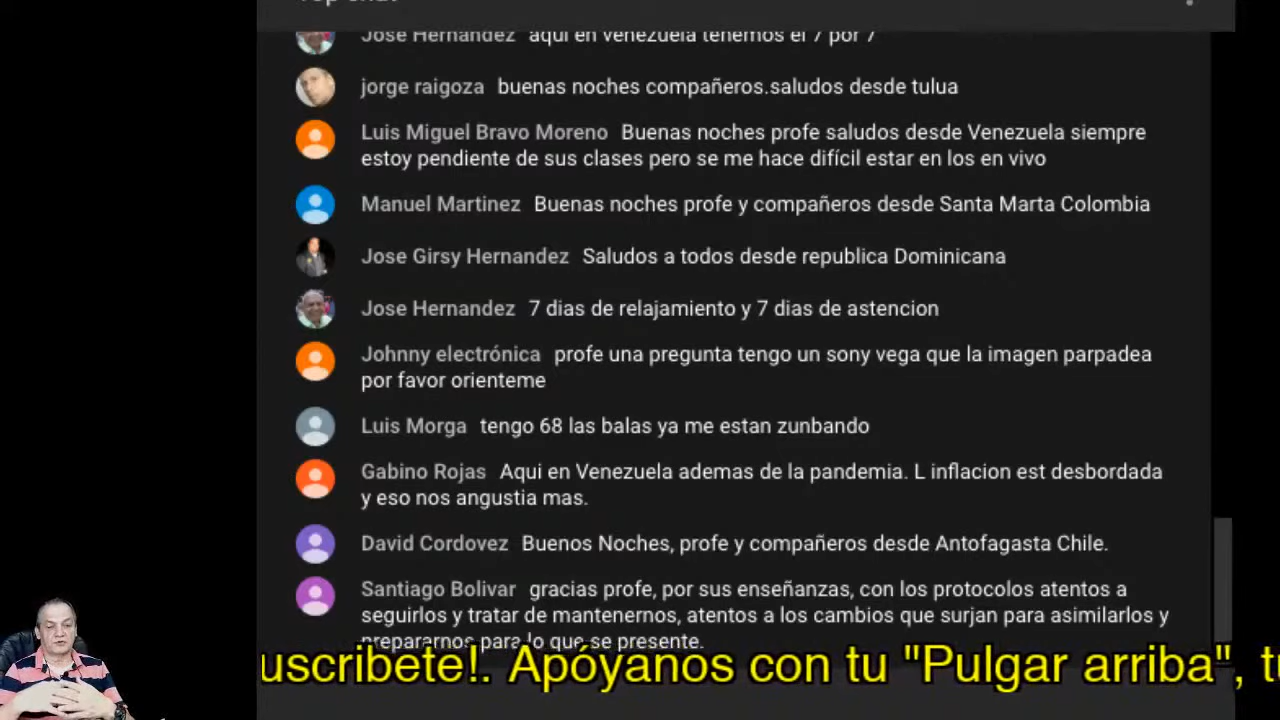 Top chat
Jose Hernandez aqui en venezuela tenemos el 7 por 7
jorge raigoza buenas noches compañeros.saludos desde tulua
Luis Miguel Bravo Moreno Buenas noches profe saludos desde Venezuela siempre
estoy pendiente de sus clases pero se me hace difícil estar en los en vivo
Manuel Martinez Buenas noches profe y compañeros desde Santa Marta Colombia
Jose Girsy Hernandez Saludos a todos desde republica Dominicana
Jose Hernandez 7 dias de relajamiento y 7 dias de astencion
Johnny electrónica profe una pregunta tengo un sony vega que la imagen parpadea
por favor orienteme
Luis Morga tengo 68 las balas ya me estan zunbando
Gabino Rojas Aqui en Venezuela ademas de la pandemia. L inflacion est desbordada
y eso nos angustia mas.
David Cordovez Buenos Noches, profe y compañeros desde Antofagasta Chile.
Santiago Bolivar gracias profe, por sus enseñanzas, con los protocolos atentos a
seguirlos y tratar de mantenernos, atentos a los cambios que surjan para asimilarlos y
prepararnos para lo que se presente.
uscribete!. Apóyanos con tu "Pulgar arriba", tu